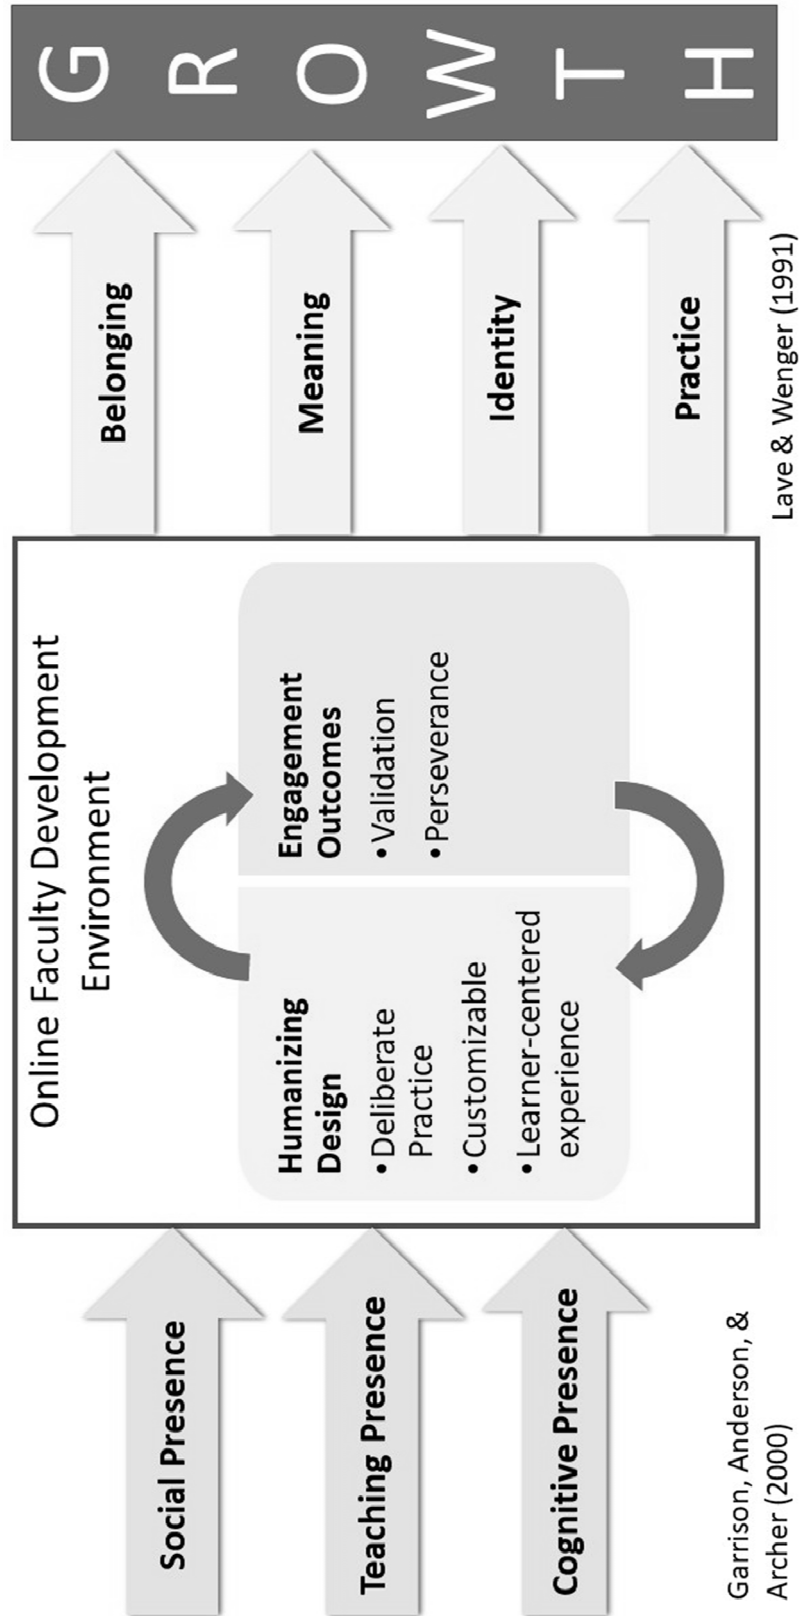 Social Presence
Teaching Presence
Cognitive Presence
Garrison, Anderson, &
Archer (2000)
Online Faculty Development
Environment
Humanizing
Design
•Deliberate
Practice
•Customizable
•Learner-centered
experience
Engagement
Outcomes
•Validation
•Perseverance
Belonging
Meaning
Identity
Practice
Lave & Wenger (1991)
G R O W T H